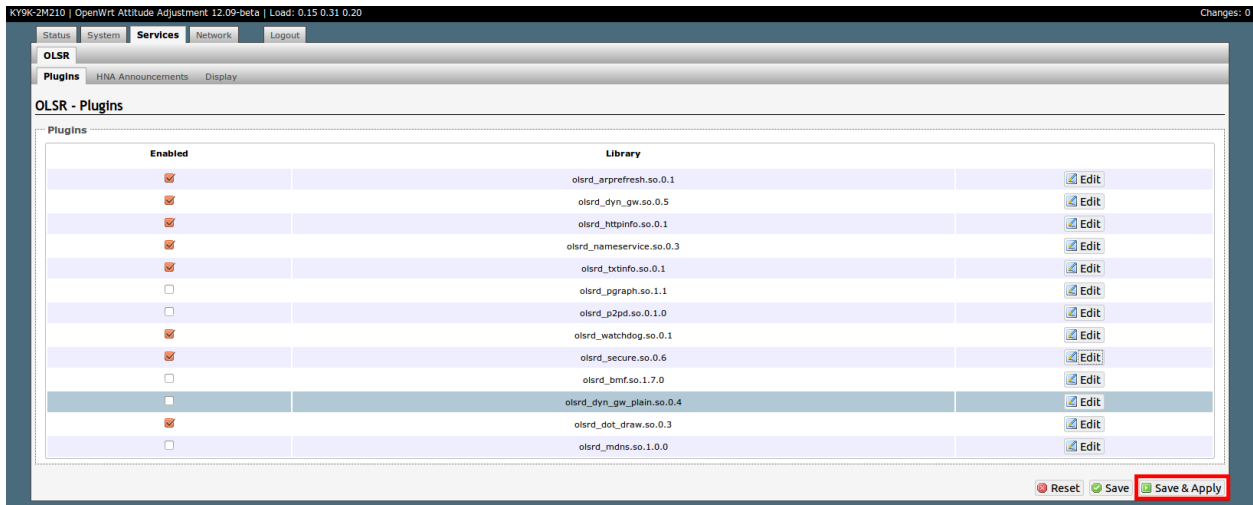 KY9K-2M210 | OpenWrt Attitude Adjustment 12.09-beta | Load: 0.15 0.31 0.20 Changes: 0
Status System Services Network Logout
OLSR
Plugins HNA Announcements Display
OLSR - Plugins
Plugins
Enabled Library
olsrd_arprefresh.so.0.1 Edit
olsrd_dyn_gw.so.0.5 Edit
olsrd_httpinfo.so.0.1 Edit
olsrd_nameservice.so.0.3 Edit
olsrd_txtinfo.so.0.1 Edit
olsrd_pgraph.so.1.1 Edit
olsrd_p2pd.so.0.1.0 Edit
olsrd_watchdog.so.0.1 Edit
olsrd_secure.so.0.6 Edit
olsrd_bmf.so.1.7.0 Edit
olsrd_dyn_gw_plain.so.0.4 Edit
olsrd_dot_draw.so.0.3 Edit
olsrd_mdns.so.1.0.0 Edit
Reset Save Save & Apply